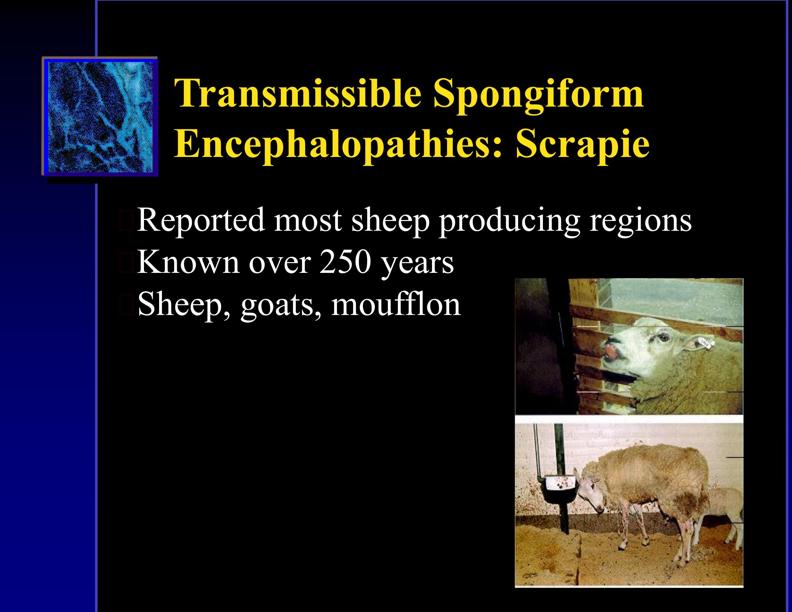 Transmissible Spongiform
Encephalopathies: Scrapie
Reported most sheep producing regions
Known over 250 years
Sheep, goats, moufflon